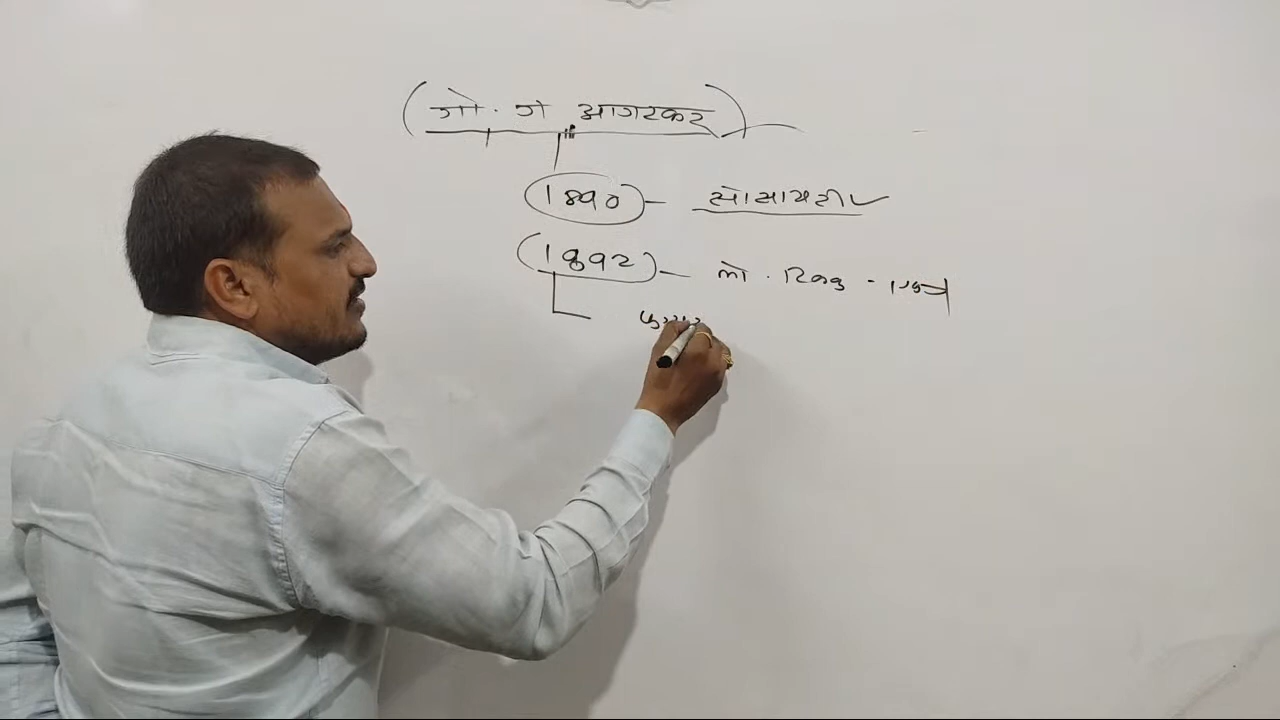 (गो. ग आगरकर)
१८९० - सोसायटी
(१८९२) - लो. टिळक -